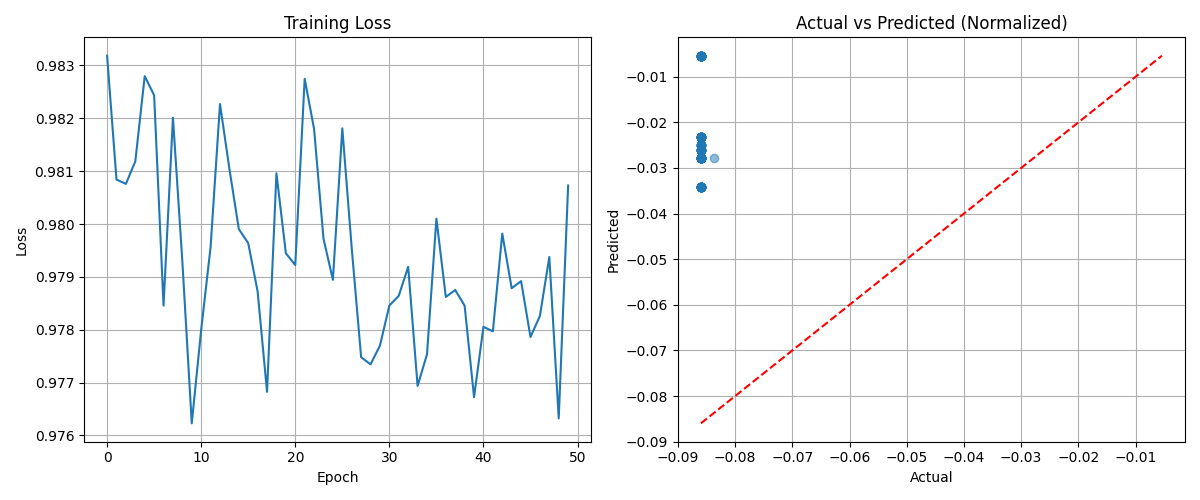 Training Loss
Loss
0.983
0.982
0.981
0.980
0.979
0.978
0.977
0.976
0 10 20 30 40 50
Epoch
Actual vs Predicted (Normalized)
Predicted
−0.01
−0.02
−0.03
−0.04
−0.05
−0.06
−0.07
−0.08
−0.09
−0.09 −0.08 −0.07 −0.06 −0.05 −0.04 −0.03 −0.02 −0.01
Actual